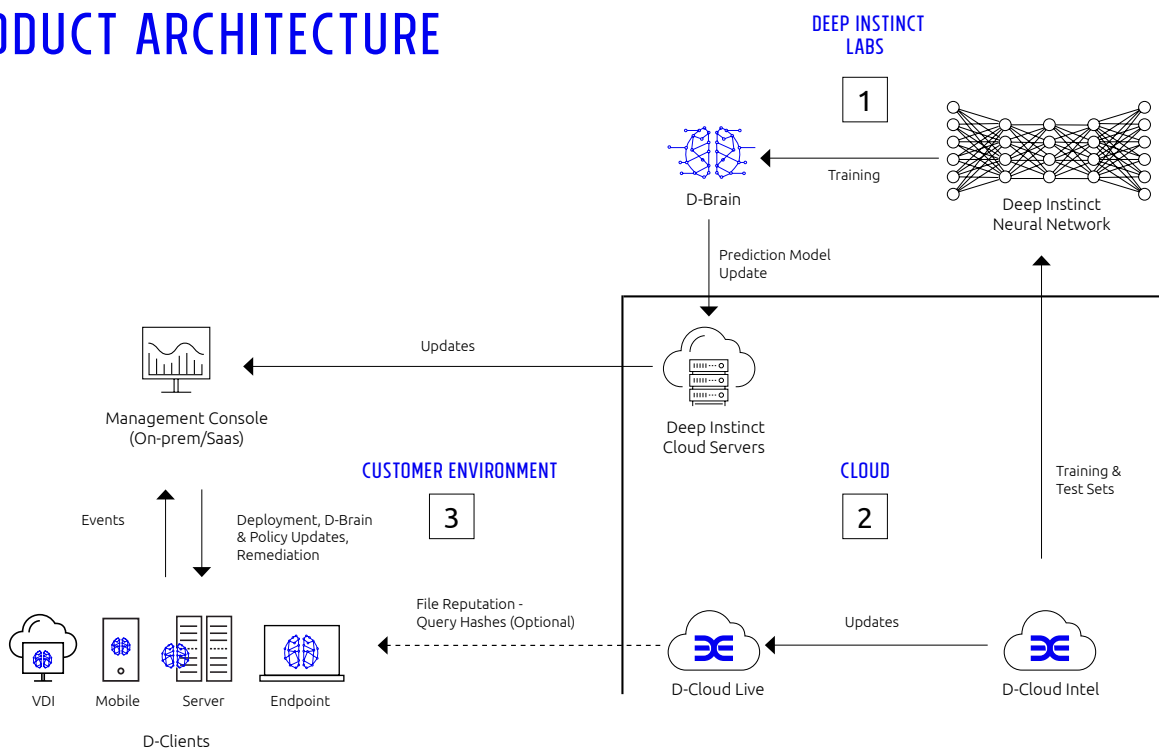 ODUCT ARCHITECTURE
DEEP INSTINCT
LABS
1
Training
D-Brain
Deep Instinct
Neural Network
Prediction Model
Update
Updates
Management Console
(On-prem/Saas)
Deep Instinct
Cloud Servers
CUSTOMER ENVIRONMENT
3
CLOUD
2
Training &
Test Sets
Events
Deployment, D-Brain
& Policy Updates,
Remediation
File Reputation -
Query Hashes (Optional)
Updates
VDI
Mobile
Server
Endpoint
D-Cloud Live
D-Cloud Intel
D-Clients